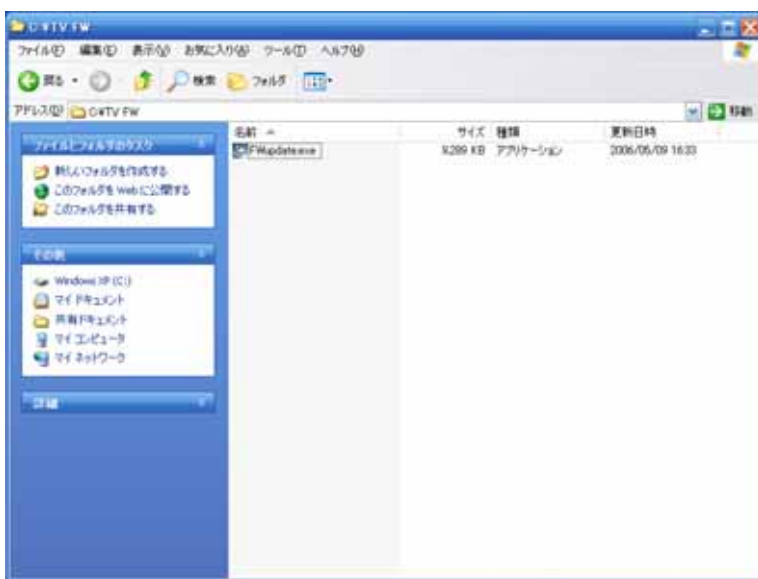 C:¥TV FW
ファイル(F) 編集(E) 表示(V) お気に入り(A) ツール(T) ヘルプ(H)
戻る 検索 フォルダ
アドレス(D) C:¥TV FW 移動
ファイルとフォルダのタスク
新しいフォルダを作成する
このフォルダを Web に公開する
このフォルダを共有する
その他
Windows XP (C:)
マイ ドキュメント
共有ドキュメント
マイ コンピュータ
マイ ネットワーク
詳細
名前 サイズ 種類 更新日時
FWupdate.exe 9,289 KB アプリケーション 2006/05/09 16:33